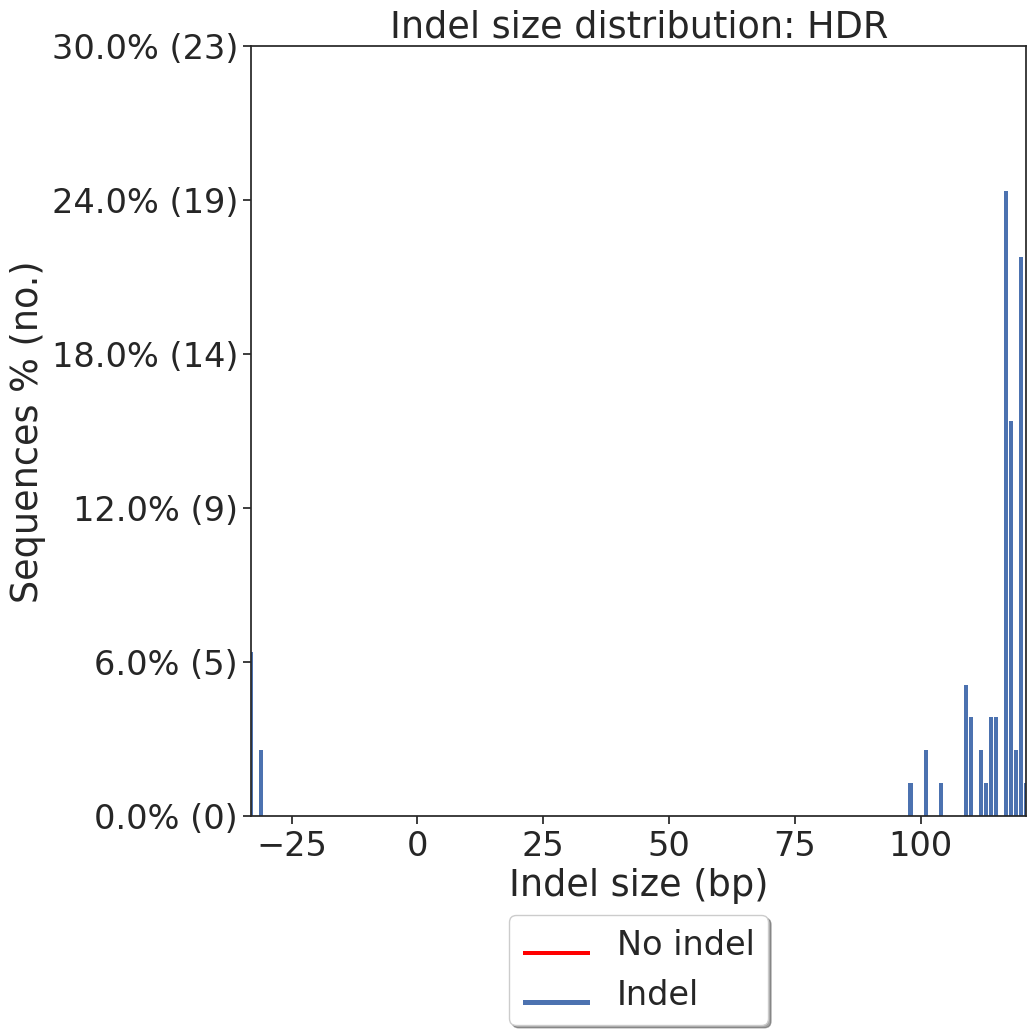 Indel size distribution: HDR
30.0% (23)
24.0% (19)
18.0% (14)
12.0% (9)
6.0% (5)
0.0% (0)
Sequences % (no.)
−25 0 25 50 75 100
Indel size (bp)
No indel
Indel